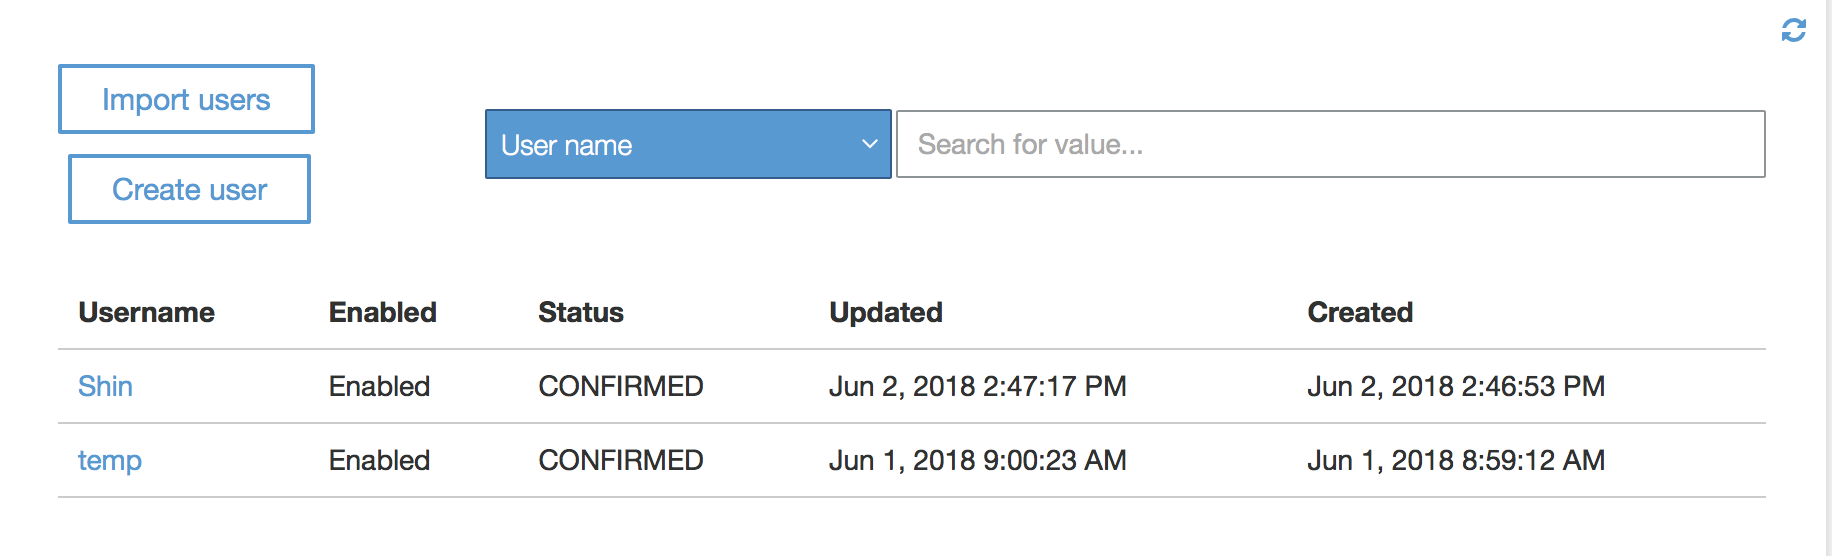 Import users
Create user
User name
Search for value...
Username Enabled Status Updated Created
Shin Enabled CONFIRMED Jun 2, 2018 2:47:17 PM Jun 2, 2018 2:46:53 PM
temp Enabled CONFIRMED Jun 1, 2018 9:00:23 AM Jun 1, 2018 8:59:12 AM